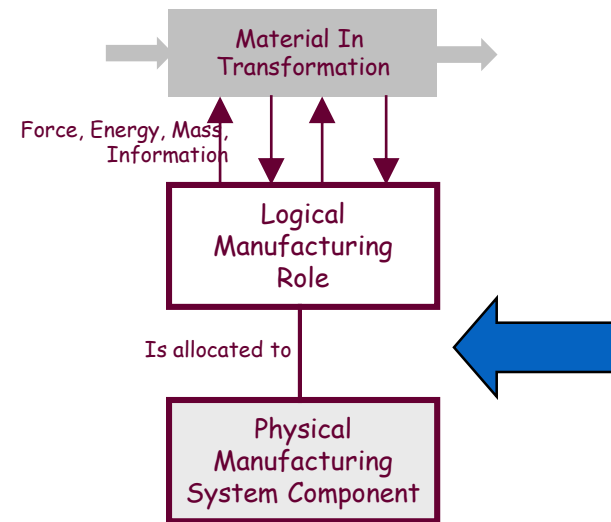 Material In
Transformation
Force, Energy, Mass,
Information
Logical
Manufacturing
Role
Is allocated to
Physical
Manufacturing
System Component